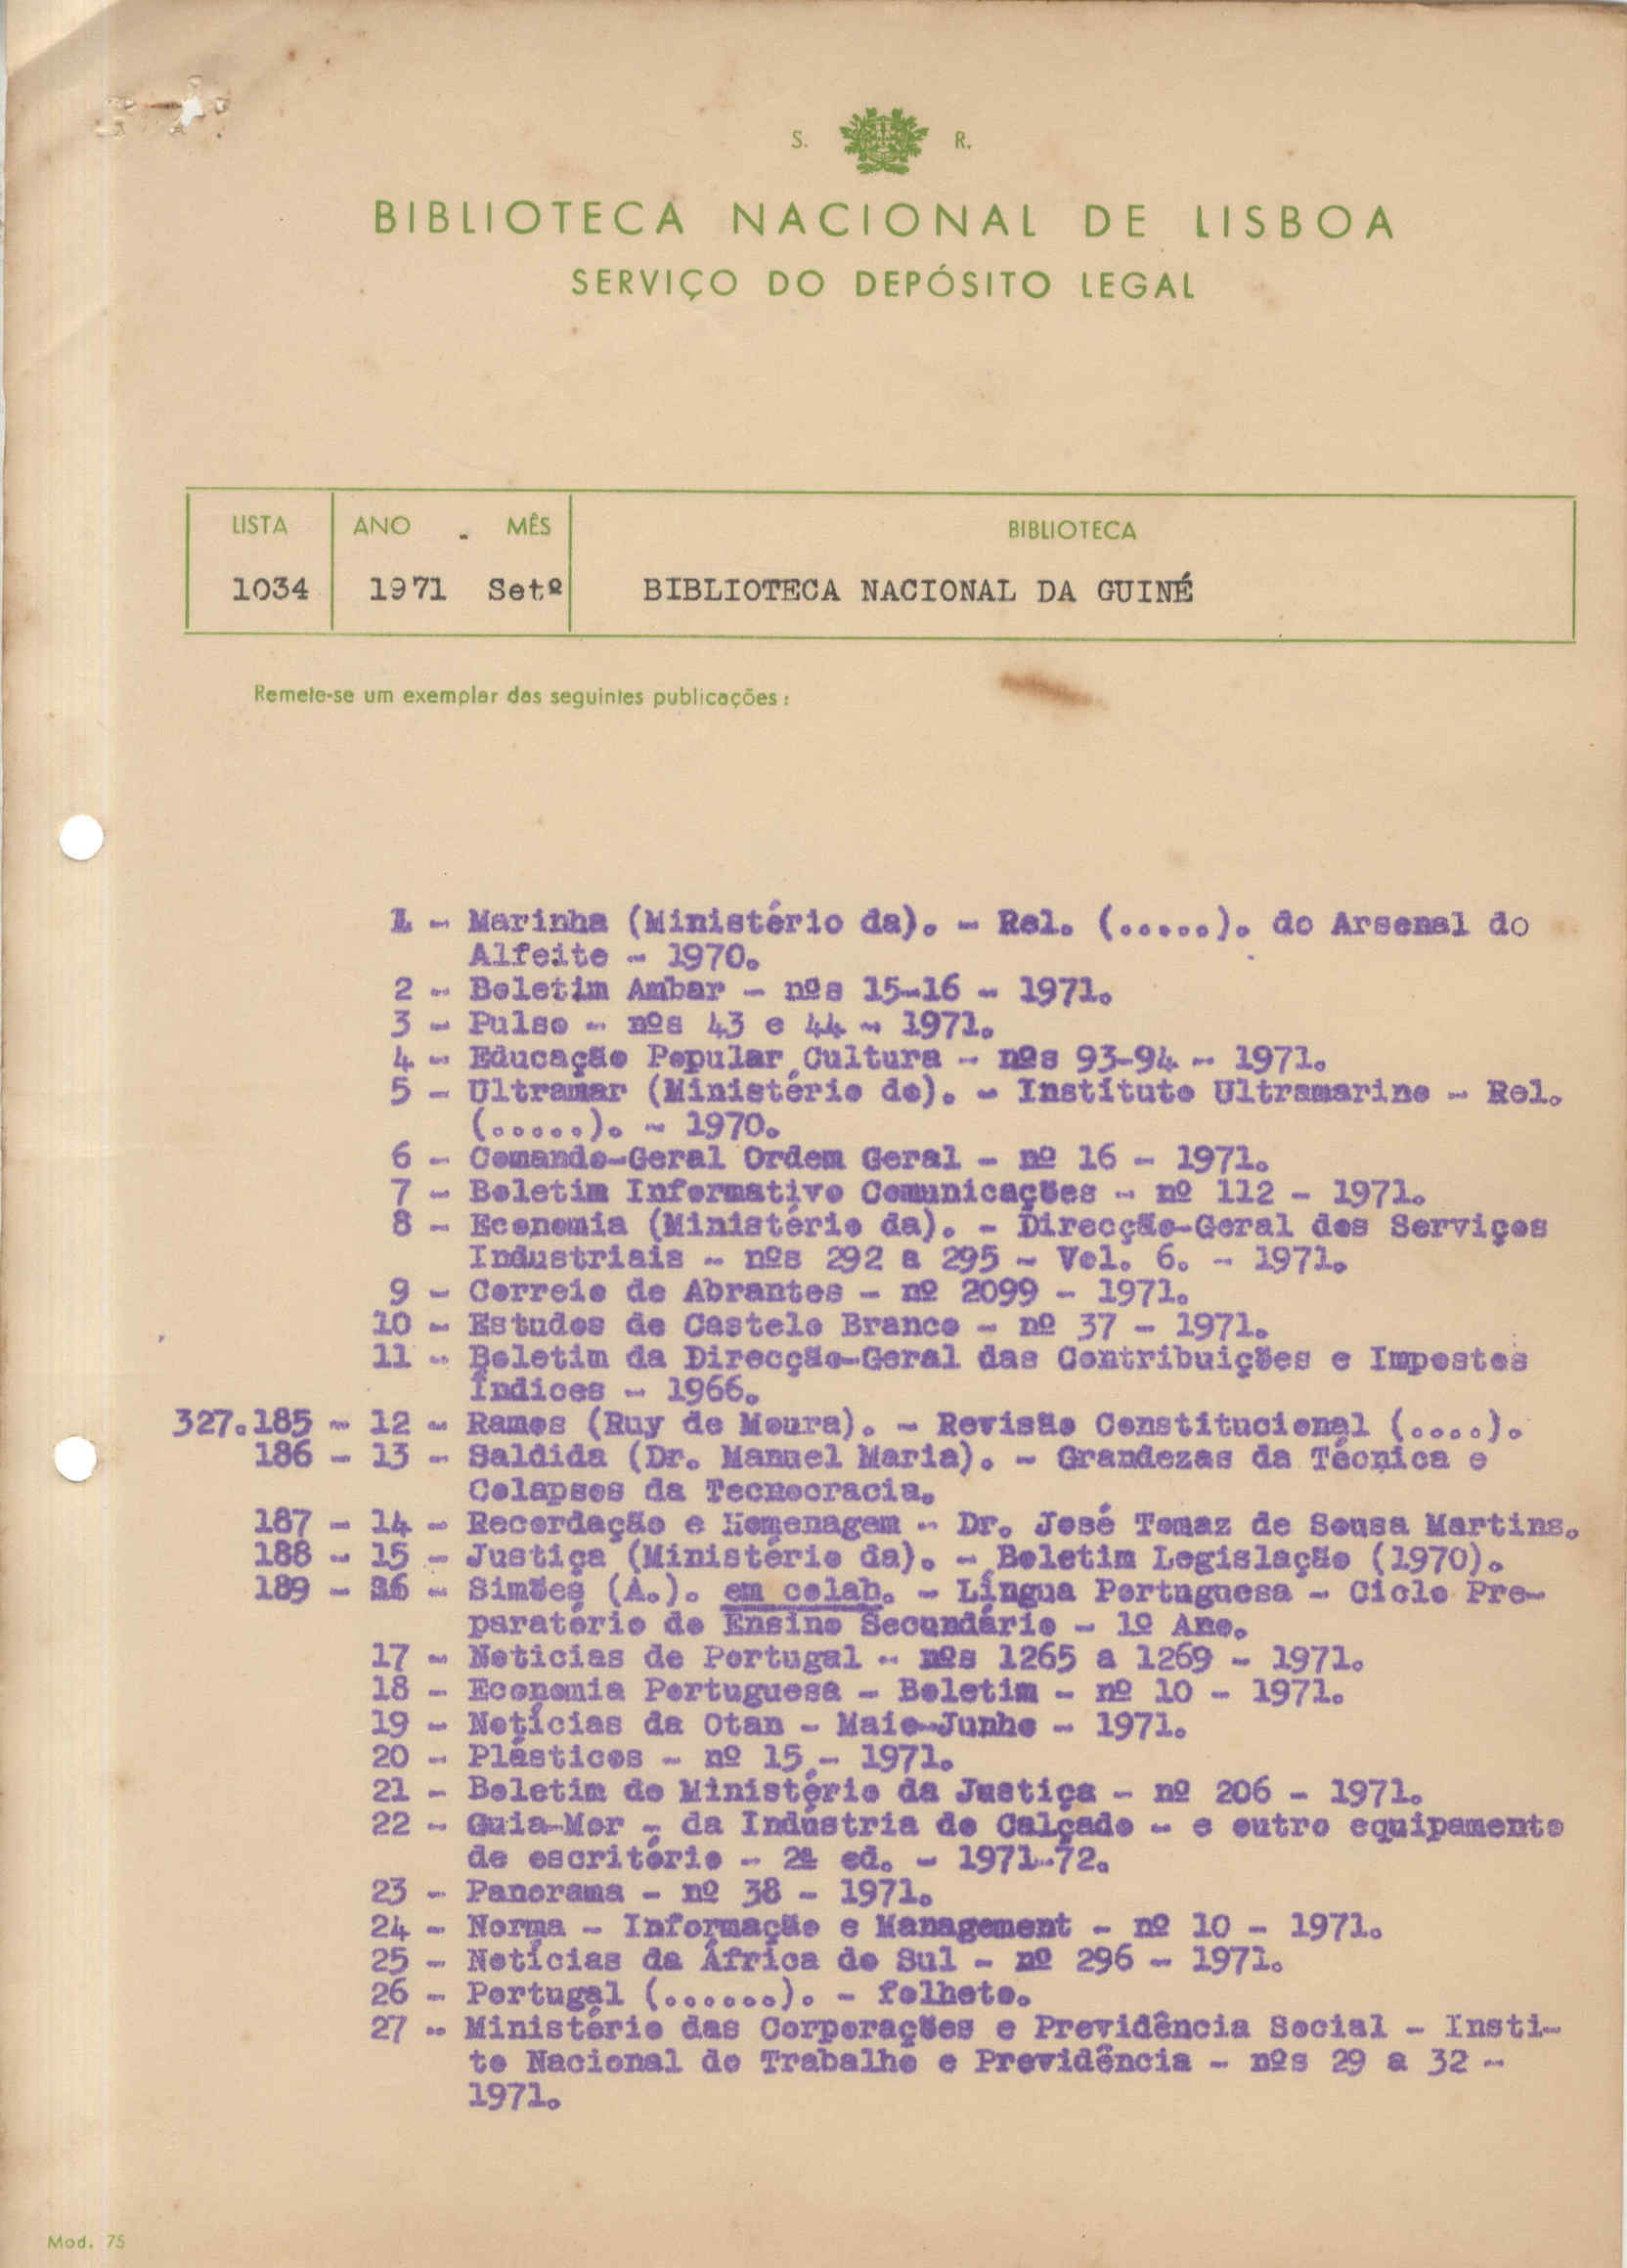 S. R.
BIBLIOTECA NACIONAL DE LISBOA
SERVIÇO DO DEPÓSITO LEGAL
LISTA ANO MÊS BIBLIOTECA
1034 1971 Setº BIBLIOTECA NACIONAL DA GUINÉ
Remete-se um exemplar das seguintes publicações:
1 - Marinha (Ministério da). - Rel. (.....). do Arsenal do
Alfeite - 1970.
2 - Boletim Ambar - nºs 15-16 - 1971.
3 - Pulso - nºs 43 e 44 - 1971.
4 - Educação Popular Cultura - nºs 93-94 - 1971.
5 - Ultramar (Ministério do). - Instituto Ultramarino - Rel.
(.....). - 1970.
6 - Comando-Geral Ordem Geral - nº 16 - 1971.
7 - Boletim Informativo Comunicações - nº 112 - 1971.
8 - Economia (Ministério da). - Direcção-Geral dos Serviços
Industriais - nºs 292 a 295 - Vol. 6. - 1971.
9 - Correio de Abrantes - nº 2099 - 1971.
10 - Estudos de Castelo Branco - nº 37 - 1971.
11 - Boletim da Direcção-Geral das Contribuições e Impostos
Índices - 1966.
327.185 - 12 - Ramos (Ruy de Moura). - Revisão Constitucional (....).
186 - 13 - Saldida (Dr. Manuel Maria). - Grandezas da Técnica e
Colapsos da Tecnocracia.
187 - 14 - Recordação e Homenagem - Dr. José Tomaz de Sousa Martins.
188 - 15 - Justiça (Ministério da). - Boletim Legislação (1970).
189 - 16 - Simões (A.). em colab. - Língua Portuguesa - Ciclo Pre-
paratório do Ensino Secundário - 1º Ano.
17 - Noticias de Portugal - nºs 1265 a 1269 - 1971.
18 - Economia Portuguesa - Boletim - nº 10 - 1971.
19 - Notícias da Otan - Maio-Junho - 1971.
20 - Plásticos - nº 15 - 1971.
21 - Boletim do Ministério da Justiça - nº 206 - 1971.
22 - Guia-Mor - da Indústria do Calçado - e outro equipamento
de escritório - 2ª ed. - 1971-72.
23 - Panorama - nº 38 - 1971.
24 - Norma - Informação e Management - nº 10 - 1971.
25 - Notícias da África do Sul - nº 296 - 1971.
26 - Portugal (......). - folheto.
27 - Ministério das Corporações e Previdência Social - Insti-
to Nacional do Trabalho e Previdência - nºs 29 a 32 -
1971.
Mod. 75